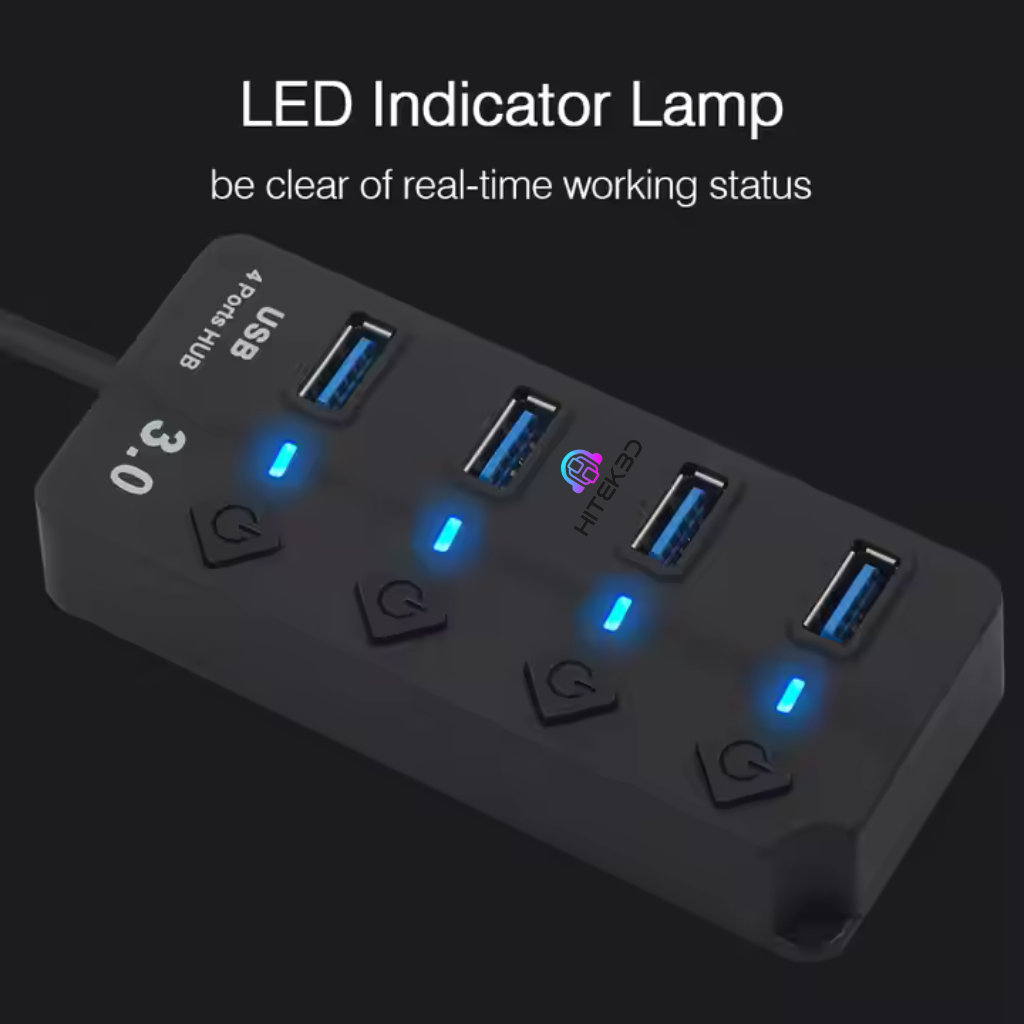 LED Indicator Lamp
be clear of real-time working status
4 Ports HUB
USB
3.0
HITEK3D